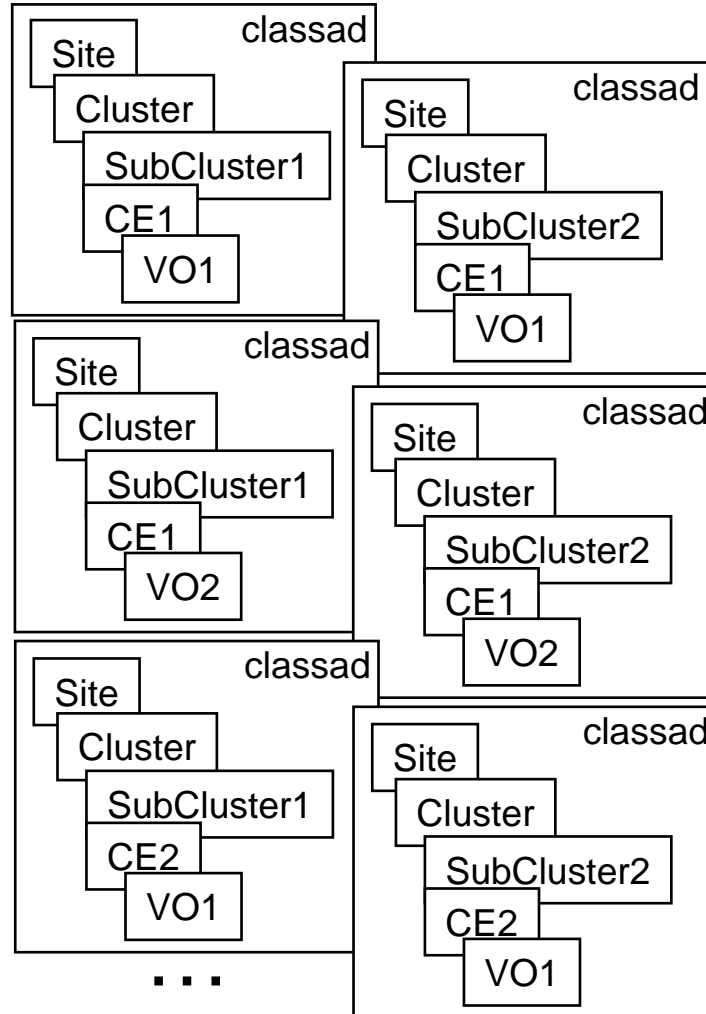 classad
Site
Cluster
SubCluster1
CE1
VO1
classad
Site
Cluster
SubCluster2
CE1
VO1
classad
Site
Cluster
SubCluster1
CE1
VO2
classad
Site
Cluster
SubCluster2
CE1
VO2
classad
Site
Cluster
SubCluster1
CE2
VO1
classad
Site
Cluster
SubCluster2
CE2
VO1
...